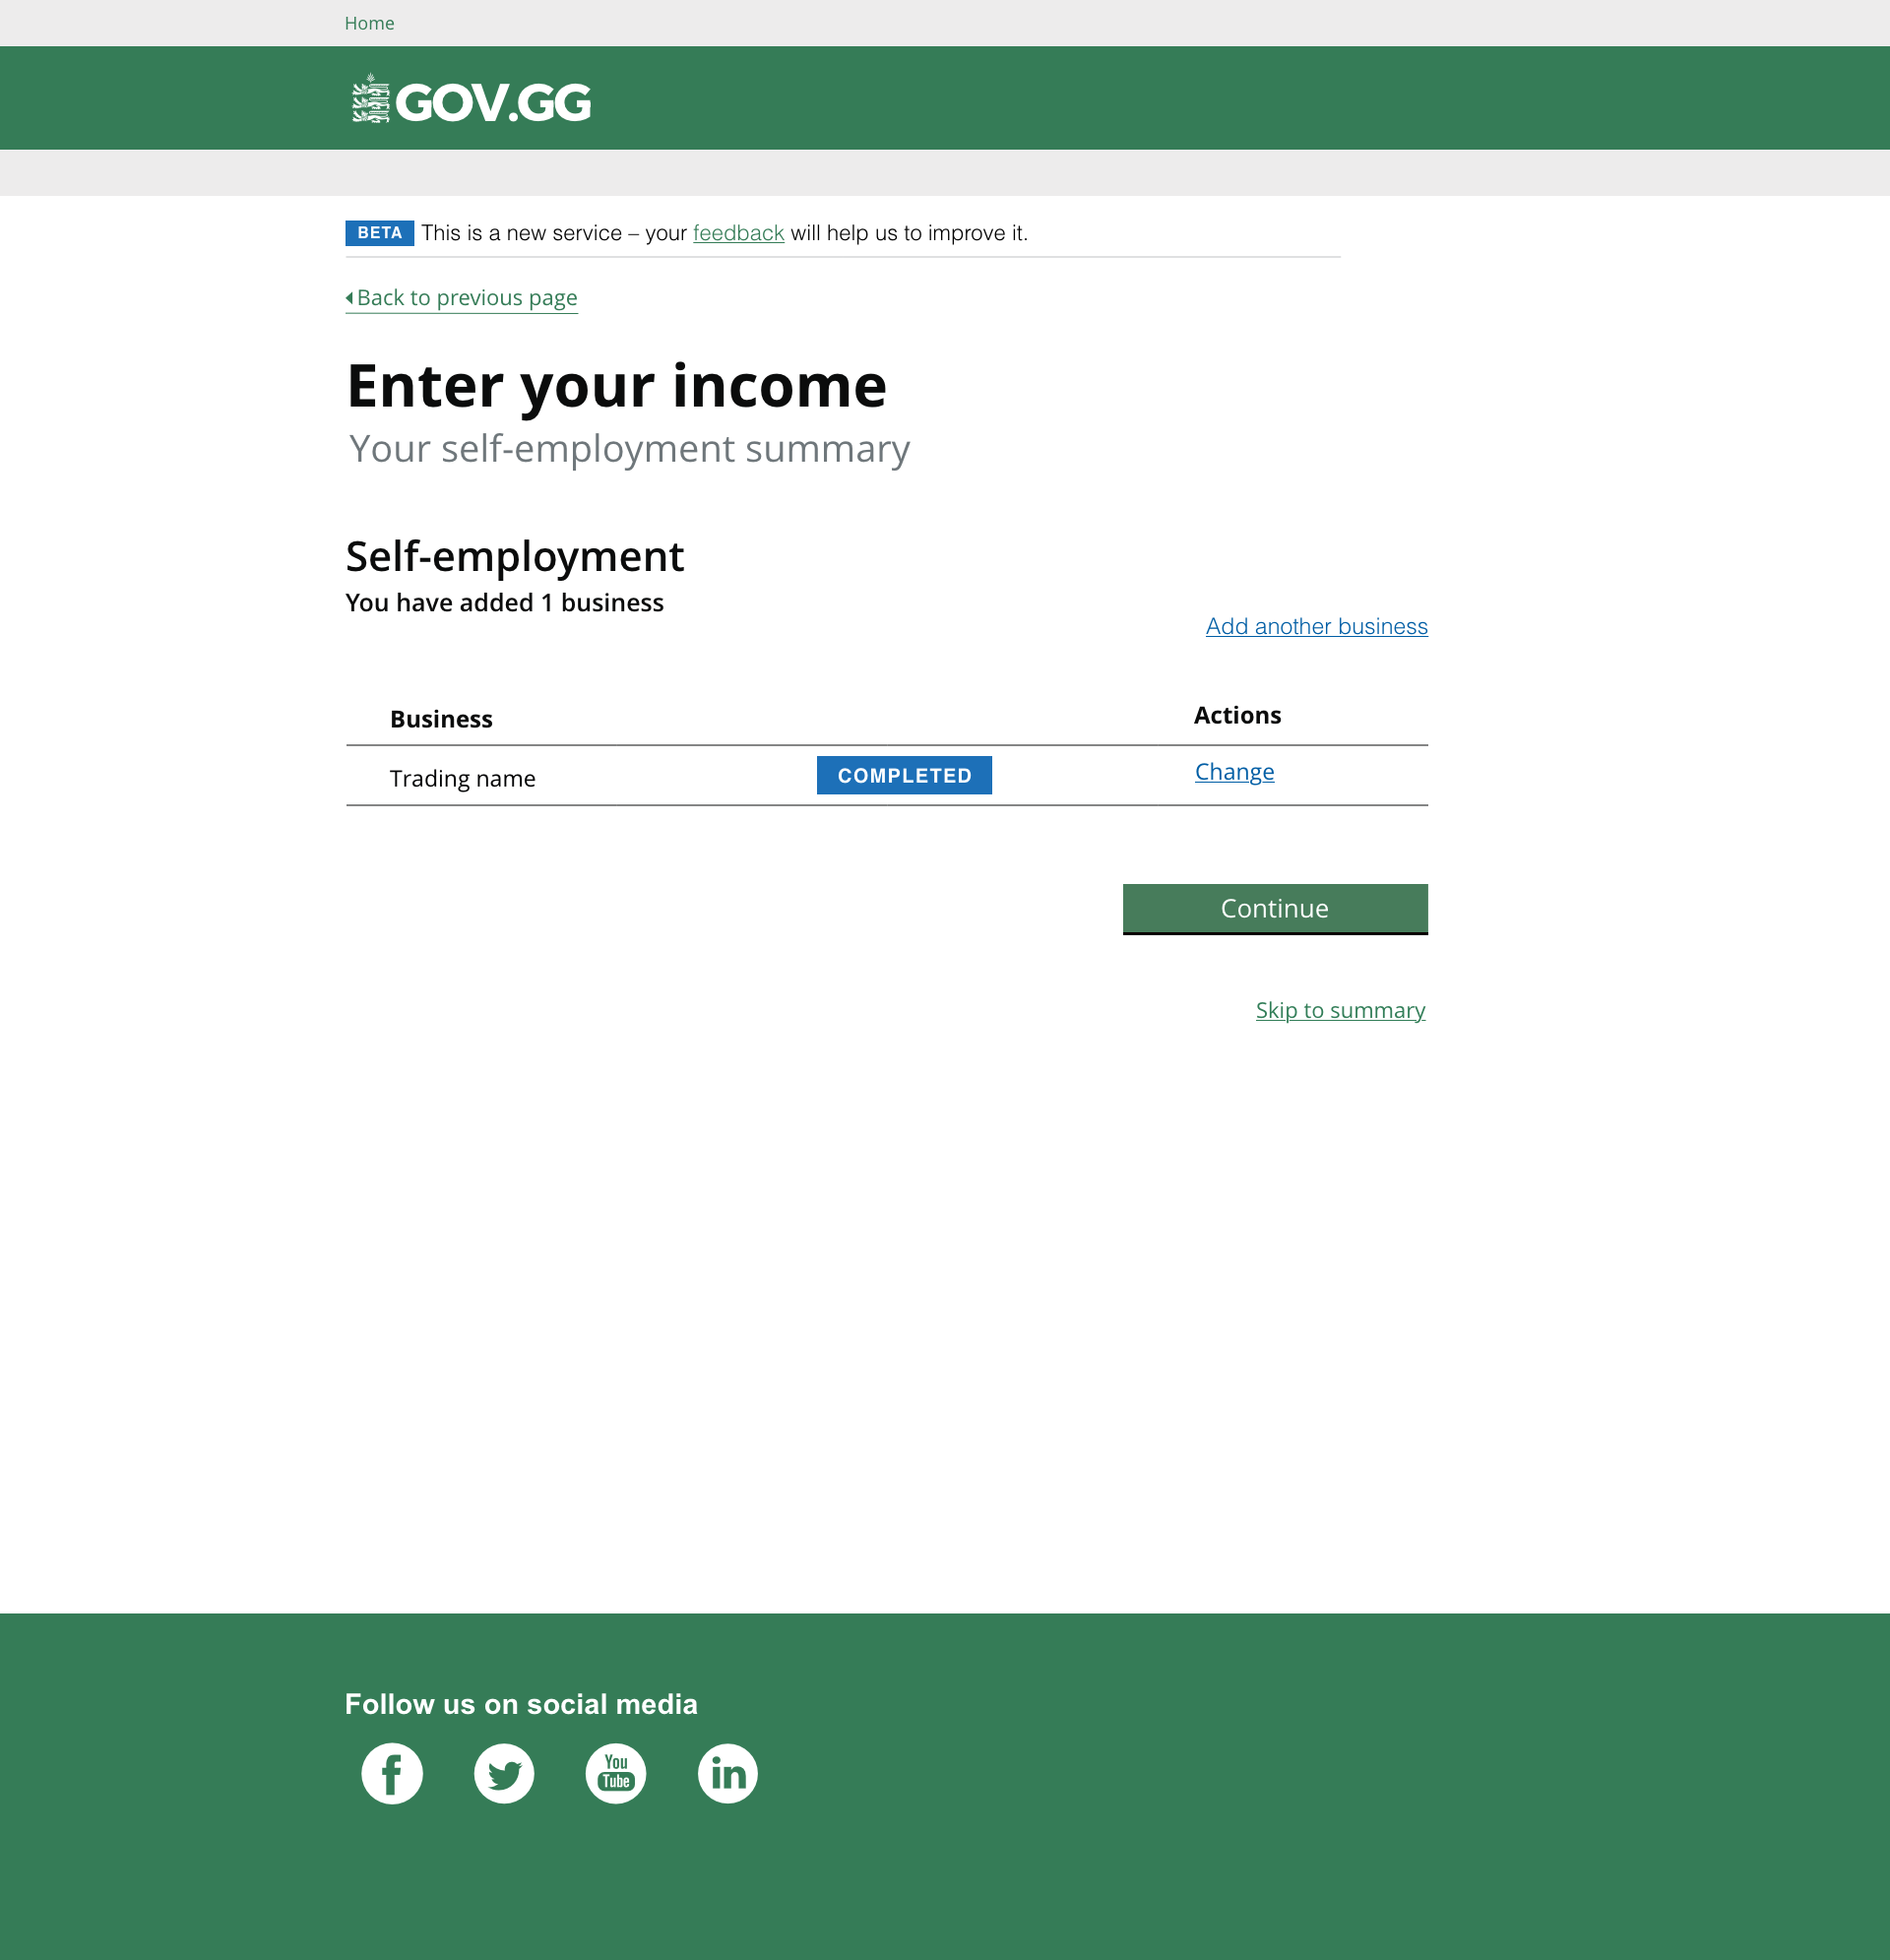 Home
GOV.GG
BETA This is a new service – your feedback will help us to improve it.
Back to previous page
Enter your income
Your self-employment summary
Self-employment
You have added 1 business
Add another business
Business Actions
Trading name COMPLETED Change
Continue
Skip to summary
Follow us on social media
f You Tube in